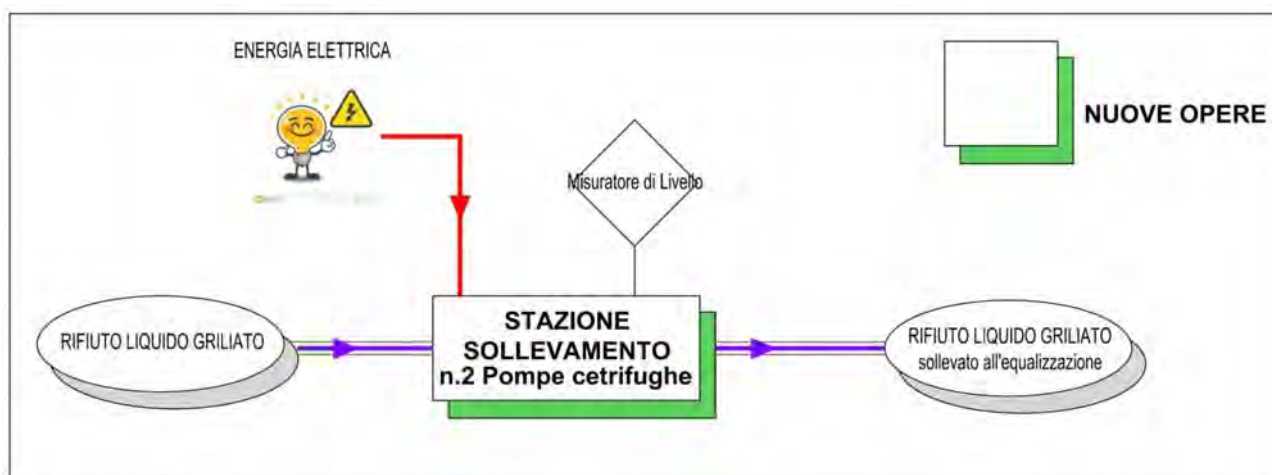 ENERGIA ELETTRICA
NUOVE OPERE
Misuratore di Livello
RIFIUTO LIQUIDO GRILIATO
STAZIONE
SOLLEVAMENTO
n.2 Pompe cetrifughe
RIFIUTO LIQUIDO GRILIATO
sollevato all'equalizzazione